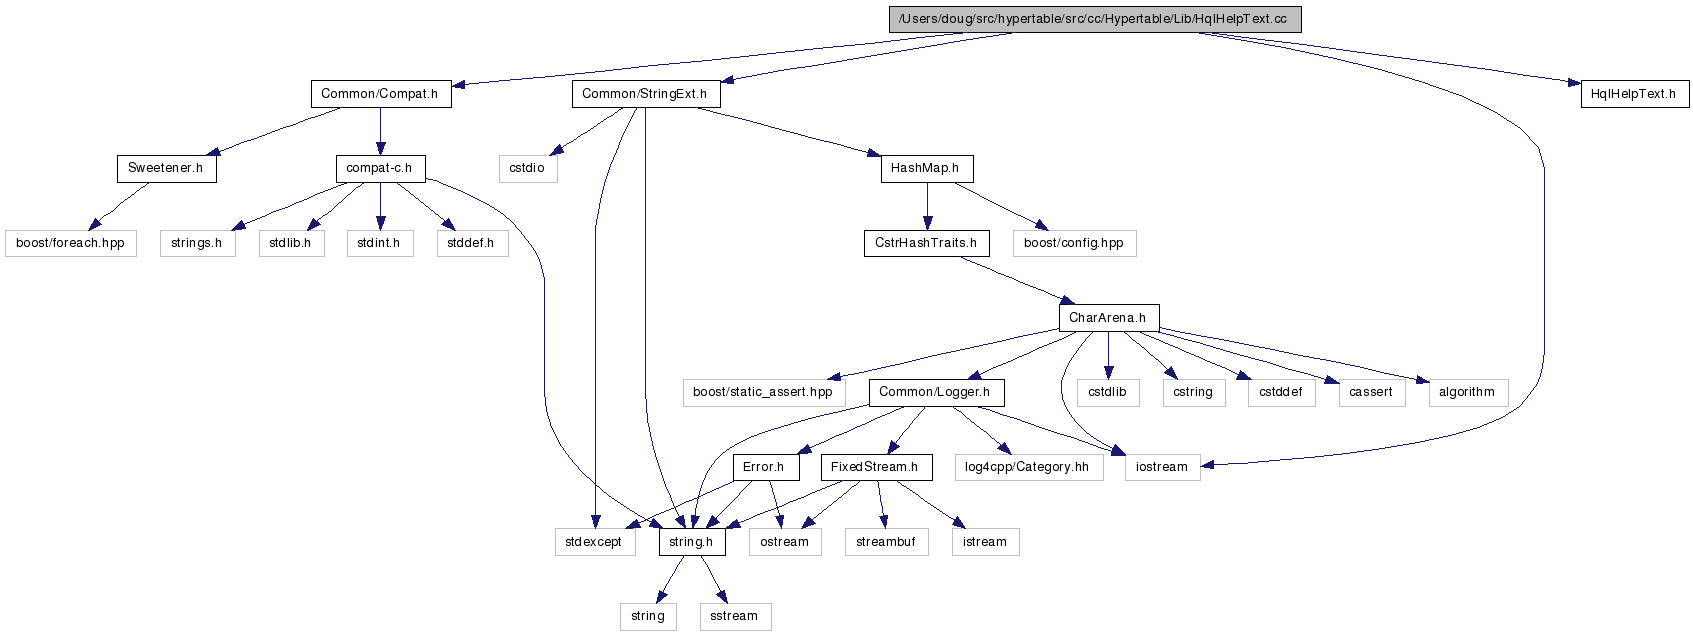 /Users/doug/src/hypertable/src/cc/Hypertable/Lib/HqlHelpText.cc
Common/Compat.h
Common/StringExt.h
HqlHelpText.h
Sweetener.h
compat-c.h
cstdio
HashMap.h
boost/foreach.hpp
strings.h
stdlib.h
stdint.h
stddef.h
CstrHashTraits.h
boost/config.hpp
CharArena.h
boost/static_assert.hpp
Common/Logger.h
cstdlib
cstring
cstddef
cassert
algorithm
Error.h
FixedStream.h
log4cpp/Category.hh
iostream
stdexcept
string.h
ostream
streambuf
istream
string
sstream